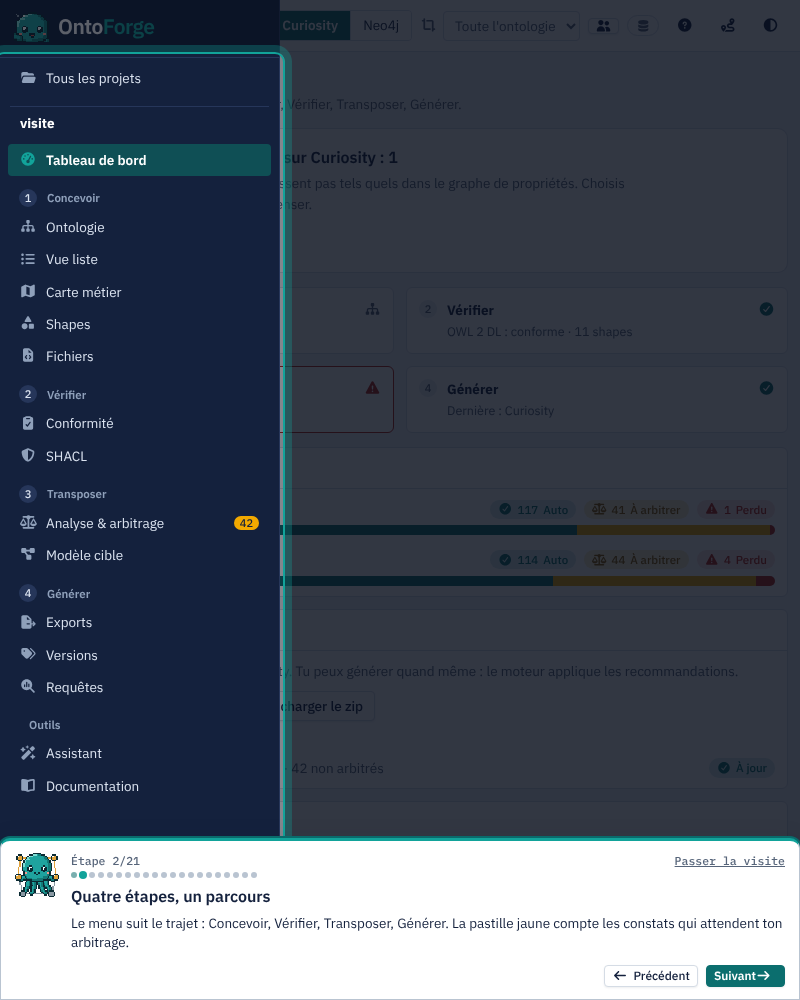 OntoForge
Curiosity
Neo4j
Toute l'ontologie
Tous les projets
visite
Tableau de bord
1 Concevoir
Ontologie
Vue liste
Carte métier
Shapes
Fichiers
2 Vérifier
Conformité
SHACL
3 Transposer
Analyse & arbitrage 42
Modèle cible
4 Générer
Exports
Versions
Requêtes
Outils
Assistant
Documentation
, Vérifier, Transposer, Générer.
sur Curiosity : 1
ssent pas tels quels dans le graphe de propriétés. Choisis
nser.
2 Vérifier
OWL 2 DL : conforme · 11 shapes
4 Générer
Dernière : Curiosity
117 Auto 41 À arbitrer 1 Perdu
114 Auto 44 À arbitrer 4 Perdu
Tu peux générer quand même : le moteur applique les recommandations.
charger le zip
· 42 non arbitrés
À jour
Étape 2/21
Passer la visite
Quatre étapes, un parcours
Le menu suit le trajet : Concevoir, Vérifier, Transposer, Générer. La pastille jaune compte les constats qui attendent ton
arbitrage.
← Précédent
Suivant→